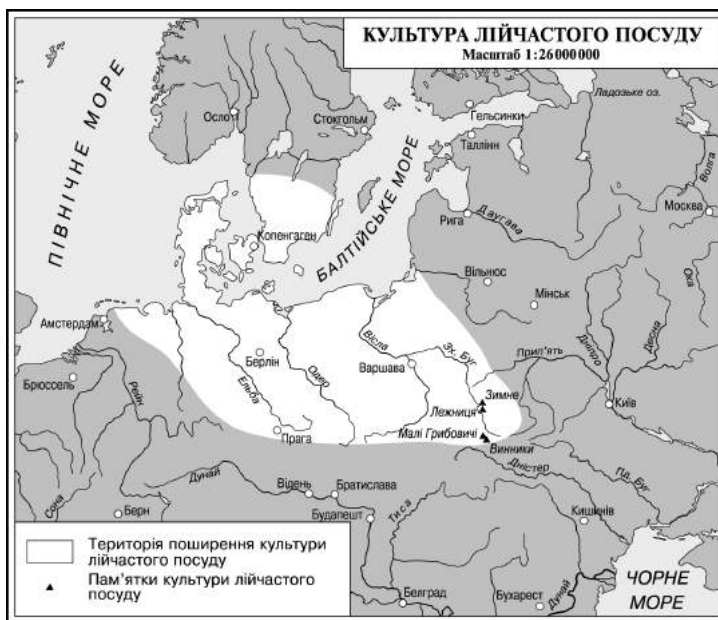 КУЛЬТУРА ЛІЙЧАСТОГО ПОСУДУ
Масштаб 1:26000000
ПІВНІЧНЕ МОРЕ
Осло
Стокгольм
Гельсинки
Ладозьке оз.
Таллінн
Волга
БАЛТІЙСЬКЕ МОРЕ
Рига
Даугава
Москва
Копенгаген
Вільнюс
Мінськ
Ока
Амстердам
Берлін
Ельба
Одео
Вісла
Варшава
Зх. Буг
Прип'ять
Дніпро
Десна
Брюссель
Рейн
Зимне
Лежниця
Київ
Прага
Малі Грибовичі
Винники
Дністер
Пд. Буг
Сона
Дунай
Відень
Братислава
Берн
Будапешт
Тиса
Кишинів
Територія поширення культури
лійчастого посуду
Пам'ятки культури лійчастого
посуду
Белград
Бухарест
Дунай
ЧОРНЕ
МОРЕ